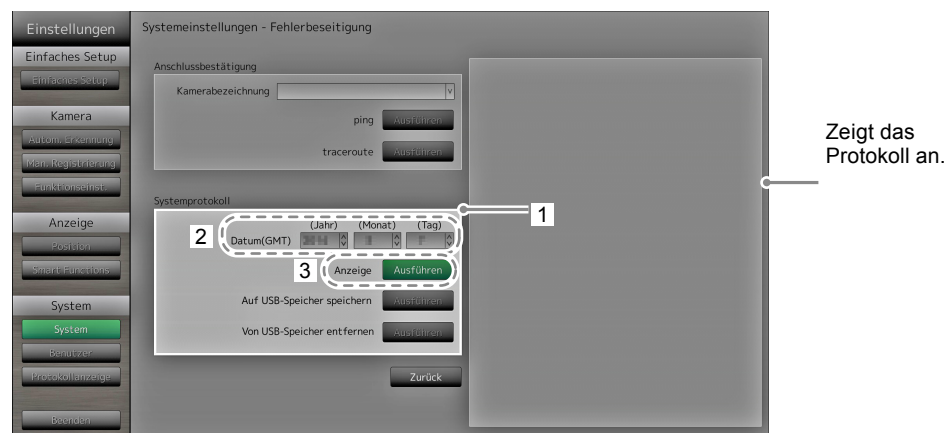 Einstellungen
Einfaches Setup
Einfaches Setup
Kamera
Autom. Erkennung
Man. Registrierung
Funktionseinst.
Anzeige
Position
Smart Functions
System
System
Benutzer
Protokollanzeige
Beenden
Systemeinstellungen - Fehlerbeseitigung
Anschlussbestätigung
Kamerabezeichnung
ping Ausführen
traceroute Ausführen
Systemprotokoll
1
(Jahr) (Monat) (Tag)
2 Datum(GMT)
3 Anzeige Ausführen
Auf USB-Speicher speichern Ausführen
Von USB-Speicher entfernen Ausführen
Zurück
Zeigt das
Protokoll an.